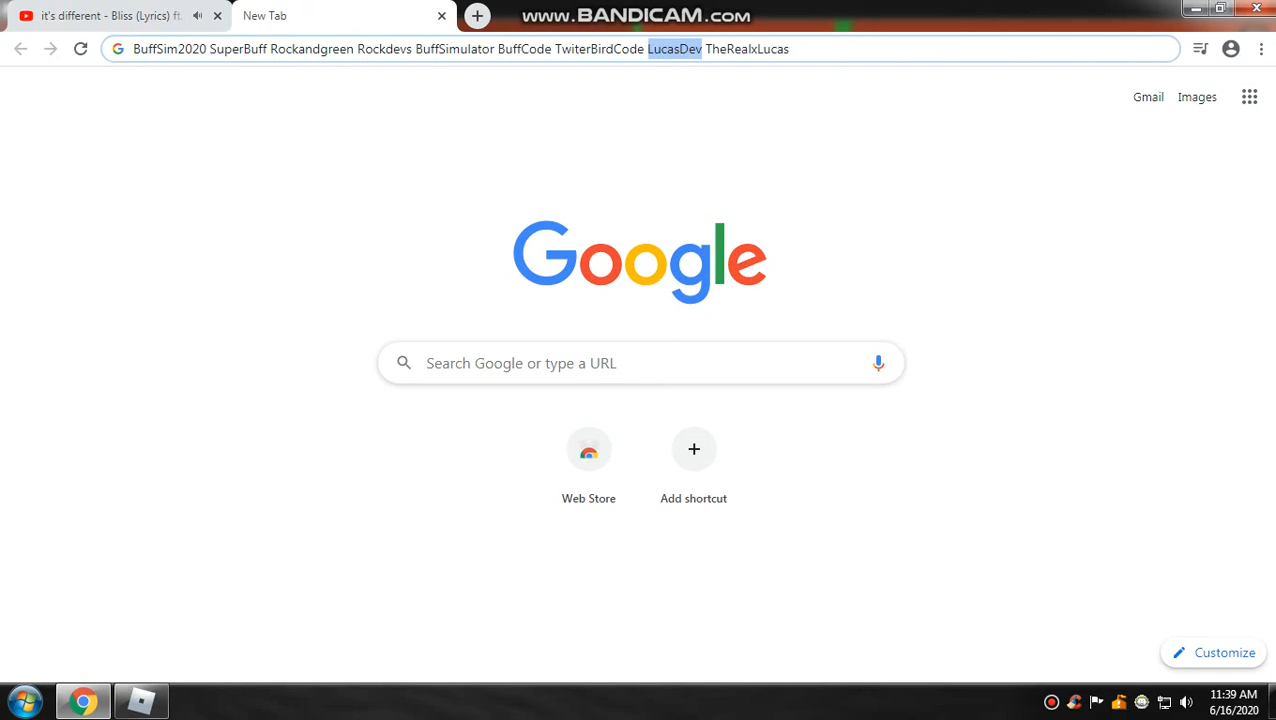 it's different - Bliss (Lyrics) ft.
New Tab
www.BANDICAM.com
BuffSim2020 SuperBuff Rockandgreen Rockdevs BuffSimulator BuffCode TwiterBirdCode LucasDev TheRealxLucas
Gmail Images
Google
Search Google or type a URL
Web Store Add shortcut
Customize
11:39 AM
6/16/2020